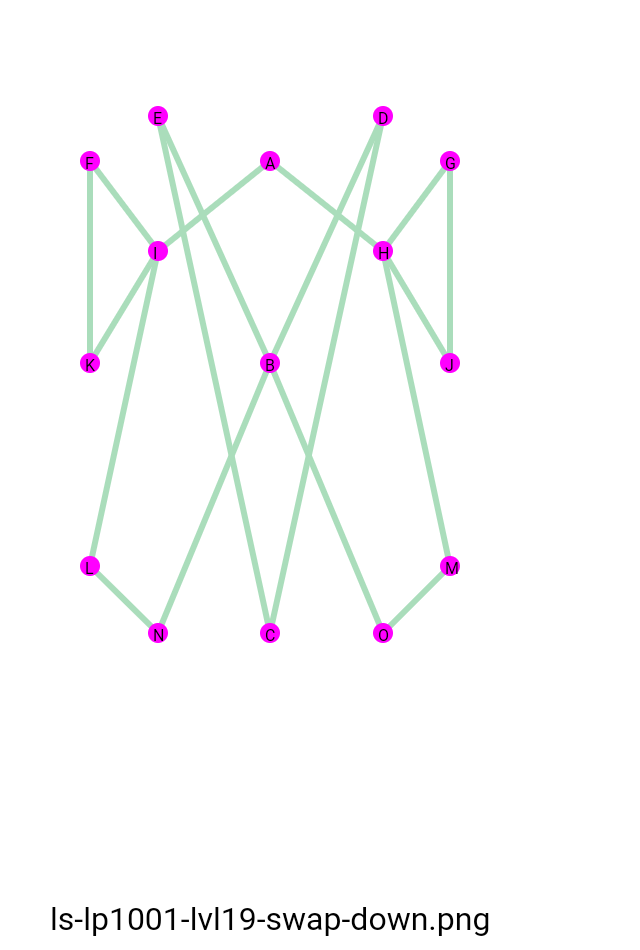 E D
F A G
I H
K B J
L M
N C O
ls-lp1001-lvl19-swap-down.png